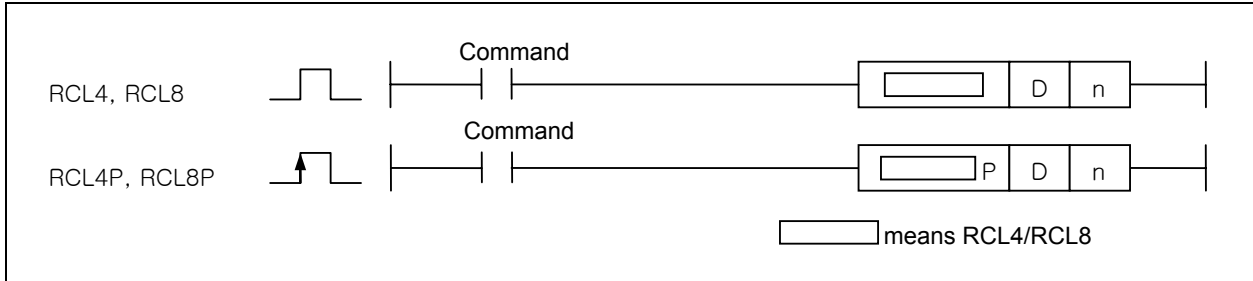 Command
RCL4, RCL8
D n
Command
RCL4P, RCL8P
P D n
means RCL4/RCL8